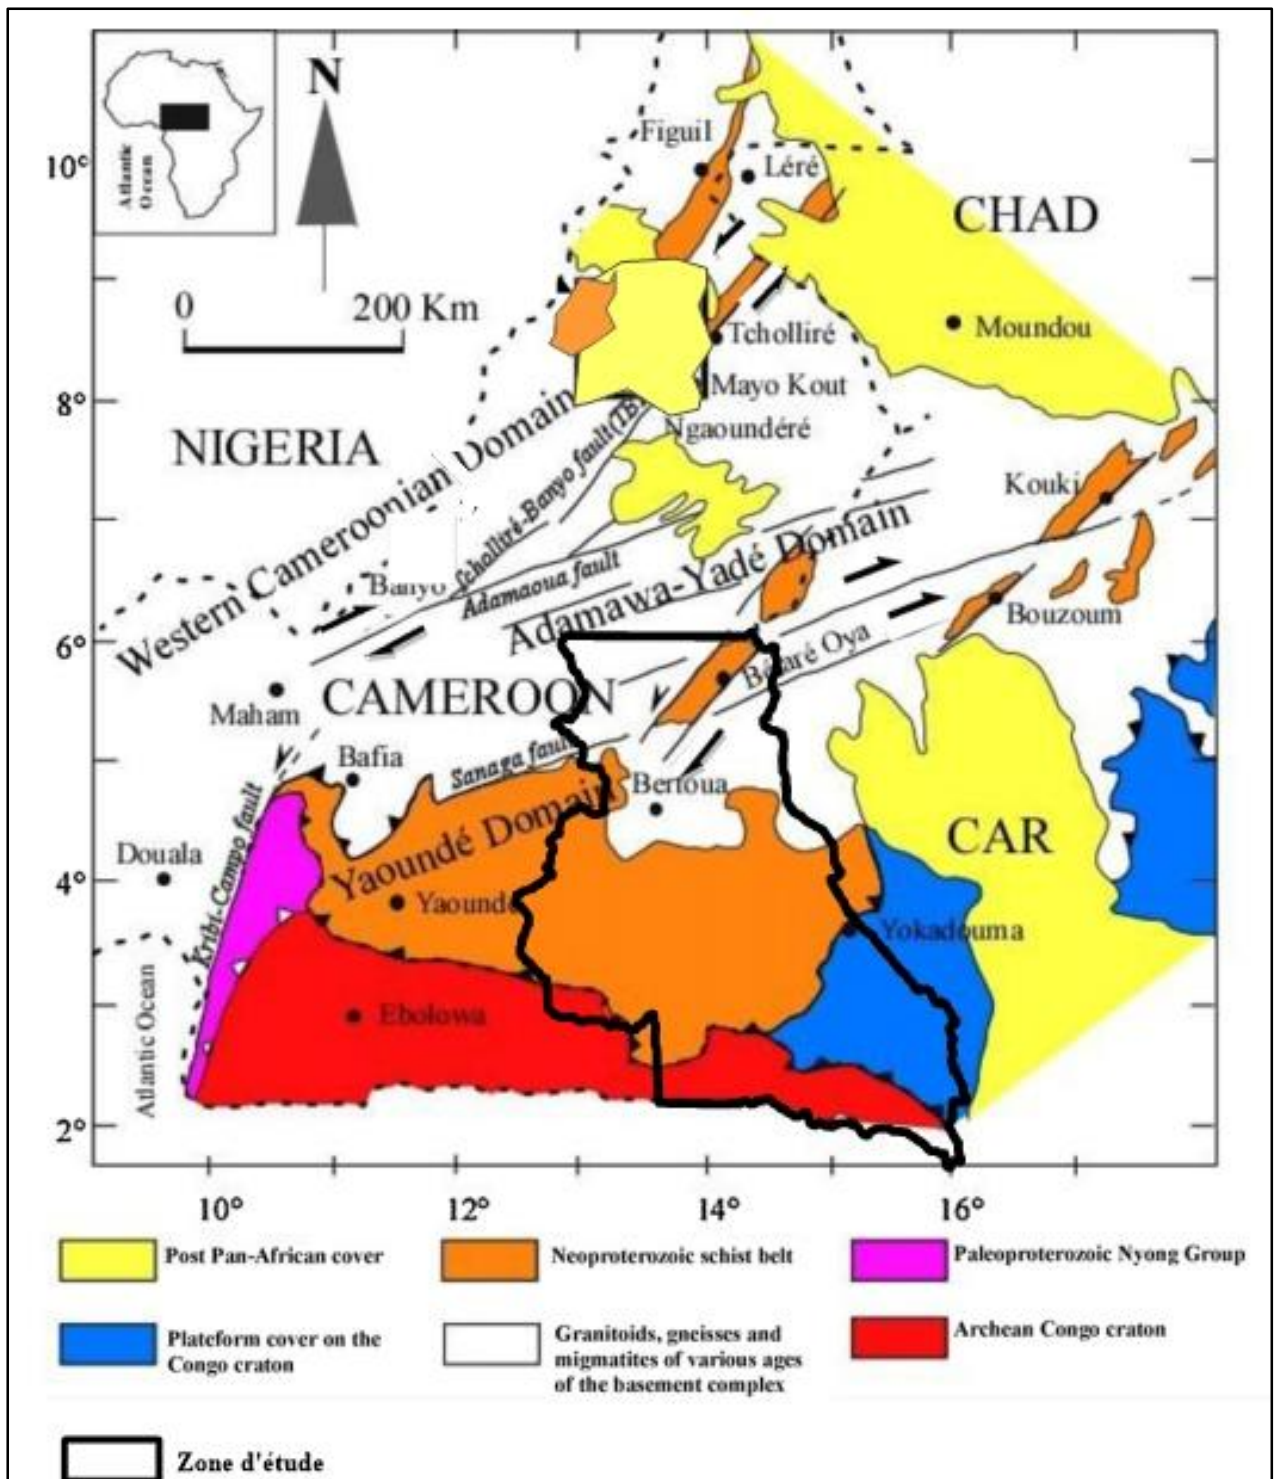 N
Atlantic
Ocean
0
200 Km
Figuil
Léré
CHAD
Moundou
Tcholliré
Mayo Kout
Ngaoundéré
NIGERIA
Western Cameroonian Domain
Tcholliré-Banyo fault
Banyo
Adamaoua fault
Adamawa-Yadé Domain
Kouki
Bouzoum
Bétaré Oya
CAMEROON
Maham
Bafia
Sanaga fault
Bertoua
Yaoundé Domain
Douala
Kribi-Campo fault
CAR
Yokadouma
Ebolowa
Atlantic Ocean
10°
8°
6°
4°
2°
10°
12°
14°
16°
Post Pan-African cover
Neoproterozoic schist belt
Paleoproterozoic Nyong Group
Plateform cover on the
Congo craton
Granitoids, gneisses and
migmatites of various ages
of the basement complex
Archean Congo craton
Zone d'étude